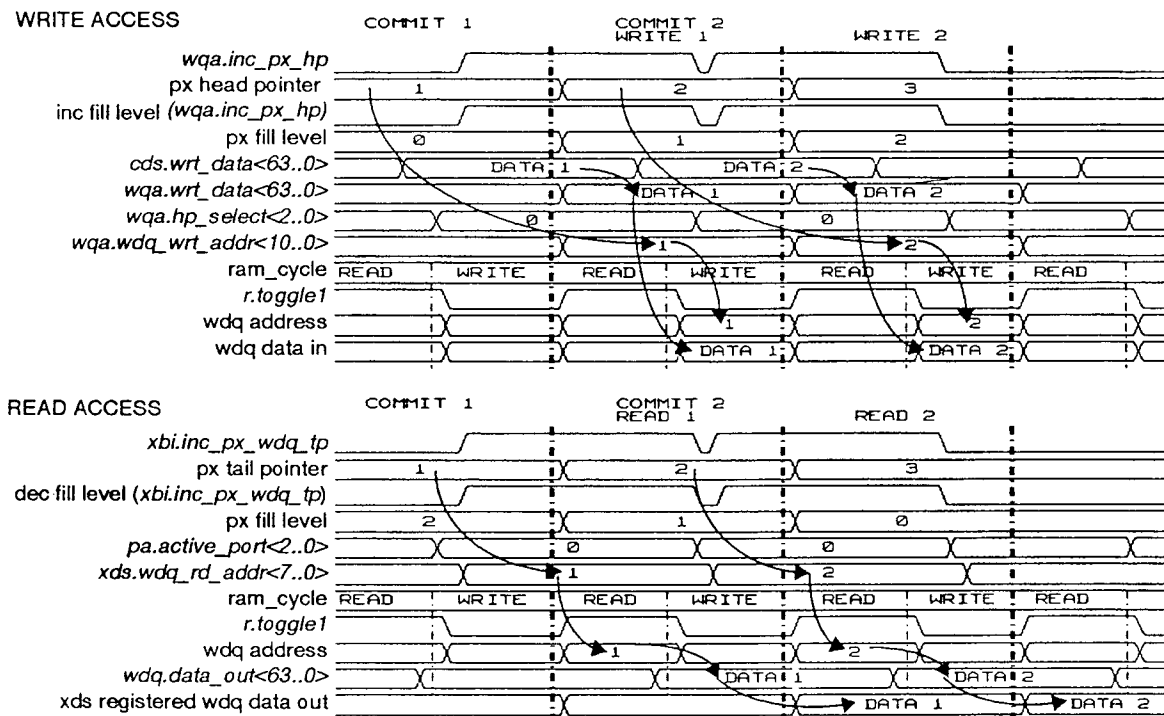 WRITE ACCESS
COMMIT 1 COMMIT 2
WRITE 1 WRITE 2
wqa.inc_px_hp
px head pointer 1 2 3
inc fill level (wqa.inc_px_hp)
px fill level 0 1 2
cds.wrt_data<63..0> DATA 1 DATA 2
wqa.wrt_data<63..0> DATA 1 DATA 2
wqa.hp_select<2..0> 0 0
wqa.wdq_wrt_addr<10..0> 1 2
ram_cycle READ WRITE READ WRITE READ WRITE READ
r.toggle1
wdq address 1 2
wdq data in DATA 1 DATA 2
READ ACCESS
COMMIT 1 COMMIT 2
READ 1 READ 2
xbi.inc_px_wdq_tp
px tail pointer 1 2 3
dec fill level (xbi.inc_px_wdq_tp)
px fill level 2 1 0
pa.active_port<2..0> 0 0
xds.wdq_rd_addr<7..0> 1 2
ram_cycle READ WRITE READ WRITE READ WRITE READ
r.toggle1
wdq address 1 2
wdq.data_out<63..0> DATA 1 DATA 2
xds registered wdq data out DATA 1 DATA 2